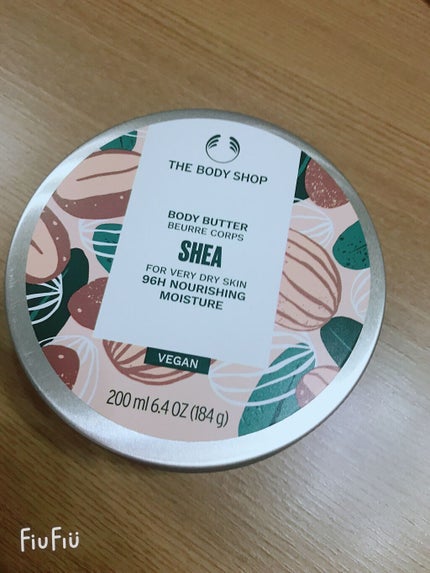 THE BODY SHOP
BODY BUTTER
BEURRE CORPS
SHEA
FOR VERY DRY SKIN
96H NOURISHING
MOISTURE
VEGAN
200 ml 6.4 OZ (184 g)
FiuFiu